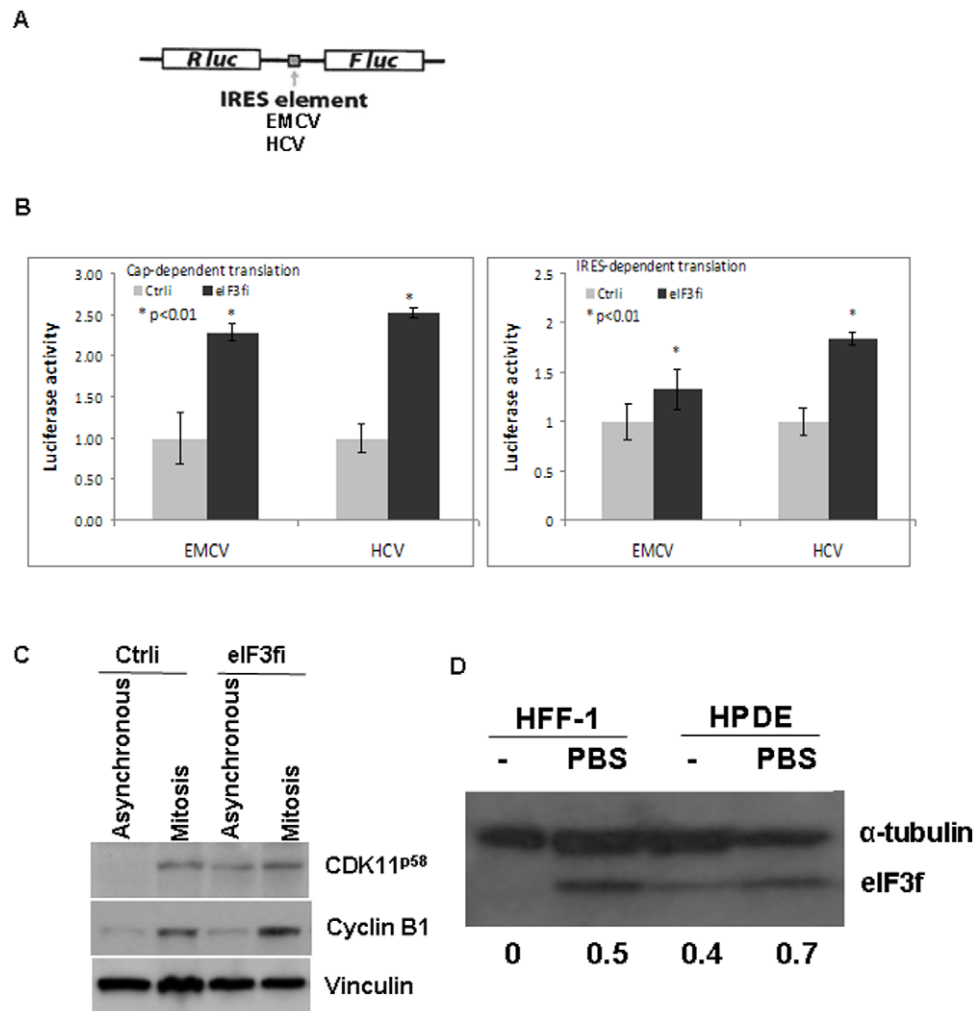 A
R luc
F luc
IRES element
EMCV
HCV
B
Cap-dependent translation
Ctrli
eIF3fi
* p<0.01
Luciferase activity
3.00
2.50
2.00
1.50
1.00
0.50
0.00
*
*
EMCV
HCV
IRES-dependent translation
Ctrli
eIF3fi
* p<0.01
Luciferase activity
2.5
2
1.5
1
0.5
0
*
*
EMCV
HCV
C
Ctrli eIF3fi
Asynchronous
Mitosis
Asynchronous
Mitosis
CDK11p58
Cyclin B1
Vinculin
D
HFF-1 HPDE
- PBS - PBS
α-tubulin
eIF3f
0 0.5 0.4 0.7